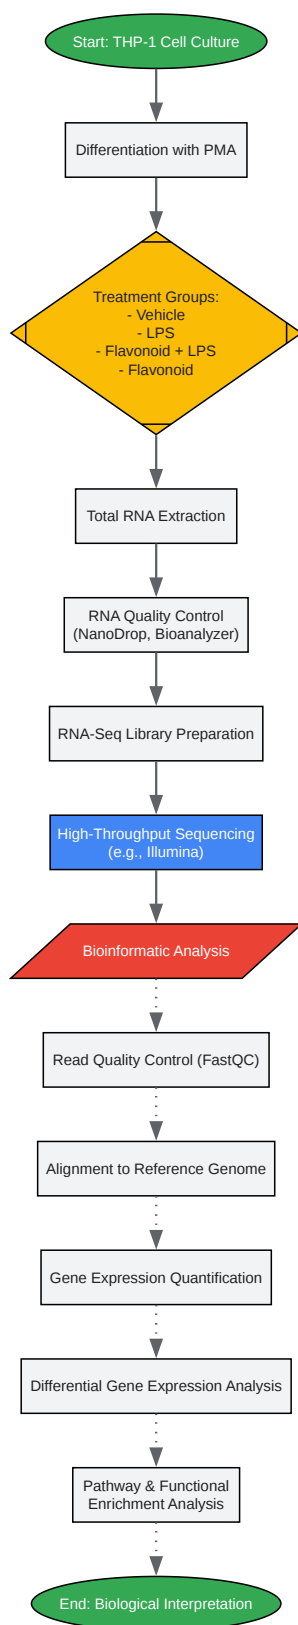 Start: THP-1 Cell Culture
Differentiation with PMA
Treatment Groups:
- Vehicle
- LPS
- Flavonoid + LPS
- Flavonoid
Total RNA Extraction
RNA Quality Control
(NanoDrop, Bioanalyzer)
RNA-Seq Library Preparation
High-Throughput Sequencing
(e.g., Illumina)
Bioinformatic Analysis
Read Quality Control (FastQC)
Alignment to Reference Genome
Gene Expression Quantification
Differential Gene Expression Analysis
Pathway & Functional
Enrichment Analysis
End: Biological Interpretation